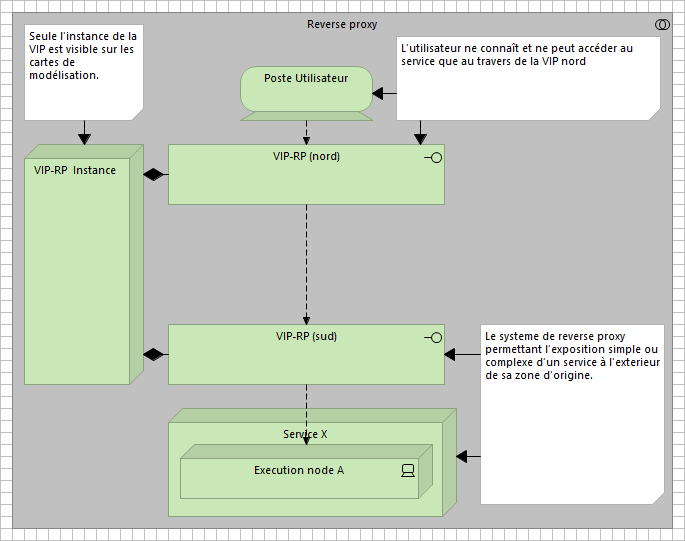 Reverse proxy
Seule l'instance de la
VIP est visible sur les
cartes de
modélisation.
L'utilisateur ne connaît et ne peut accéder au
service que au travers de la VIP nord
Poste Utilisateur
VIP-RP Instance
VIP-RP (nord)
VIP-RP (sud)
Le systeme de reverse proxy
permettant l'exposition simple ou
complexe d'un service à l'exterieur
de sa zone d'origine.
Service X
Execution node A